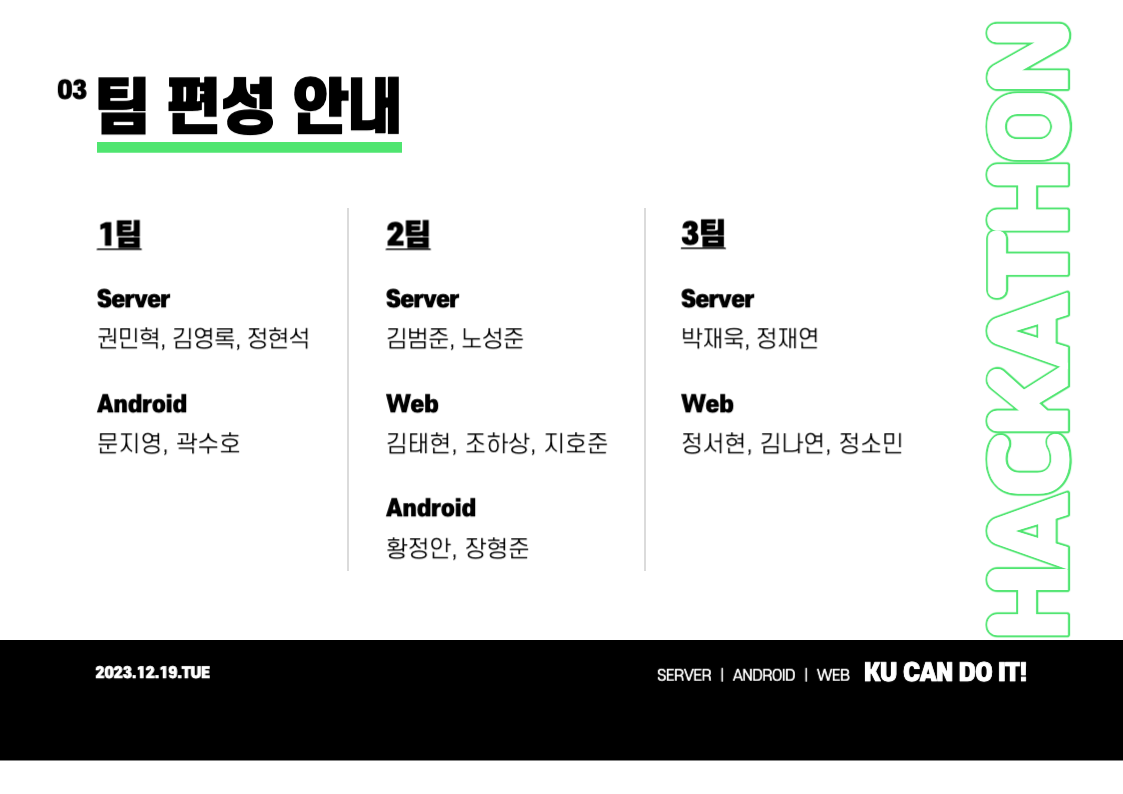 03 팀 편성 안내
1팀
Server
권민혁, 김영록, 정현석
Android
문지영, 곽수호
2팀
Server
김범준, 노성준
Web
김태현, 조하상, 지호준
Android
황정안, 장형준
3팀
Server
박재욱, 정재연
Web
정서현, 김나연, 정소민
HACKATHON
2023.12.19.TUE
SERVER | ANDROID | WEB KU CAN DO IT!